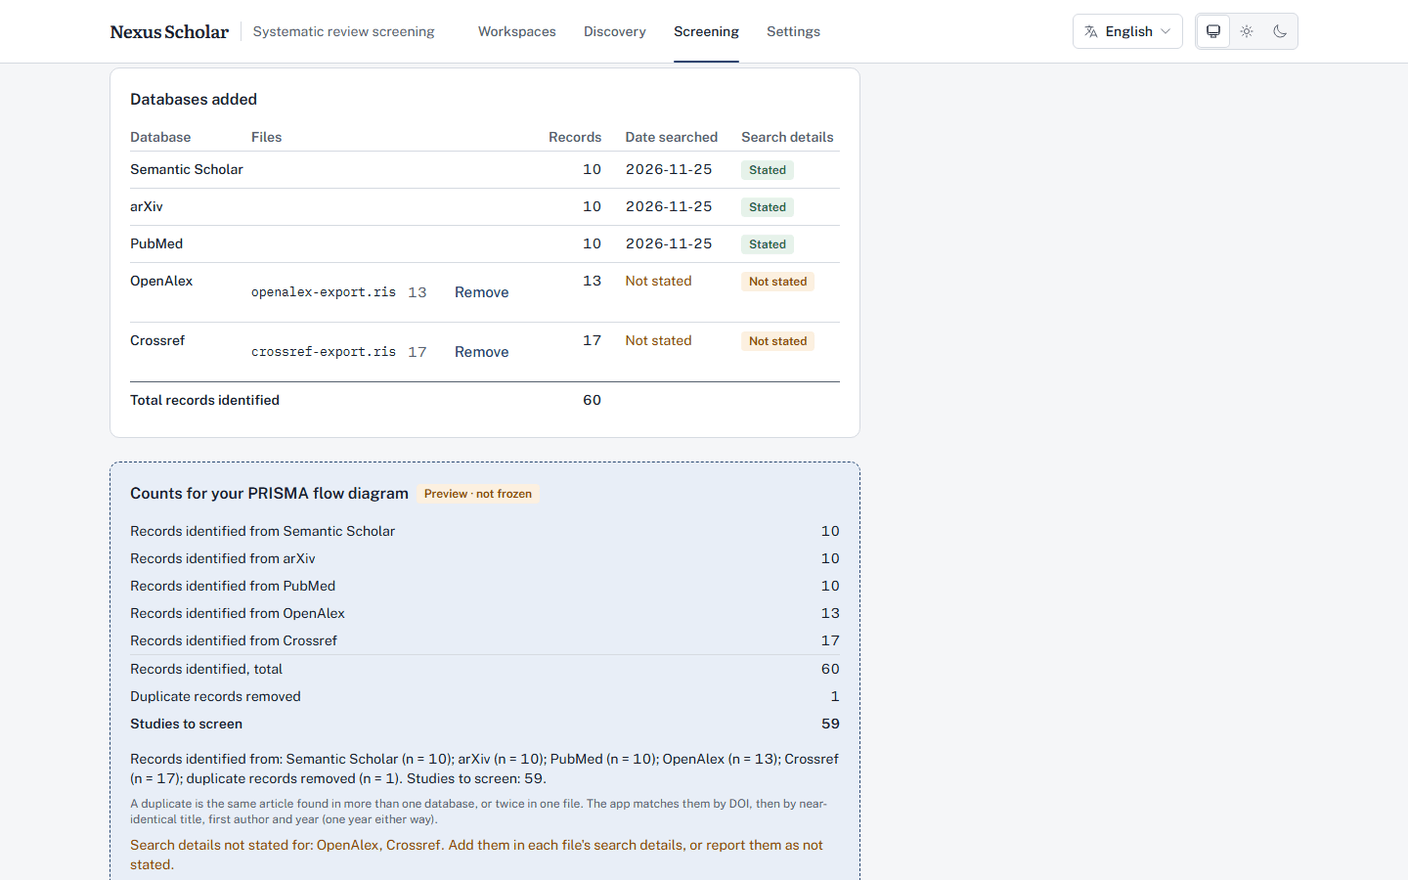 Nexus Scholar Systematic review screening Workspaces Discovery Screening Settings English
Databases added
Database Files Records Date searched Search details
Semantic Scholar 10 2026-11-25 Stated
arXiv 10 2026-11-25 Stated
PubMed 10 2026-11-25 Stated
OpenAlex openalex-export.ris 13 Remove 13 Not stated Not stated
Crossref crossref-export.ris 17 Remove 17 Not stated Not stated
Total records identified 60
Counts for your PRISMA flow diagram Preview · not frozen
Records identified from Semantic Scholar 10
Records identified from arXiv 10
Records identified from PubMed 10
Records identified from OpenAlex 13
Records identified from Crossref 17
Records identified, total 60
Duplicate records removed 1
Studies to screen 59
Records identified from: Semantic Scholar (n = 10); arXiv (n = 10); PubMed (n = 10); OpenAlex (n = 13); Crossref
(n = 17); duplicate records removed (n = 1). Studies to screen: 59.
A duplicate is the same article found in more than one database, or twice in one file. The app matches them by DOI, then by near-
identical title, first author and year (one year either way).
Search details not stated for: OpenAlex, Crossref. Add them in each file's search details, or report them as not
stated.